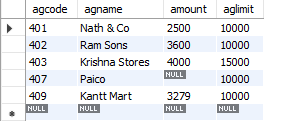 agcode agname amount aglimit
401 Nath & Co 2500 10000
402 Ram Sons 3600 10000
403 Krishna Stores 4000 15000
407 Paico NULL 10000
409 Kantt Mart 3279 10000
NULL NULL NULL NULL